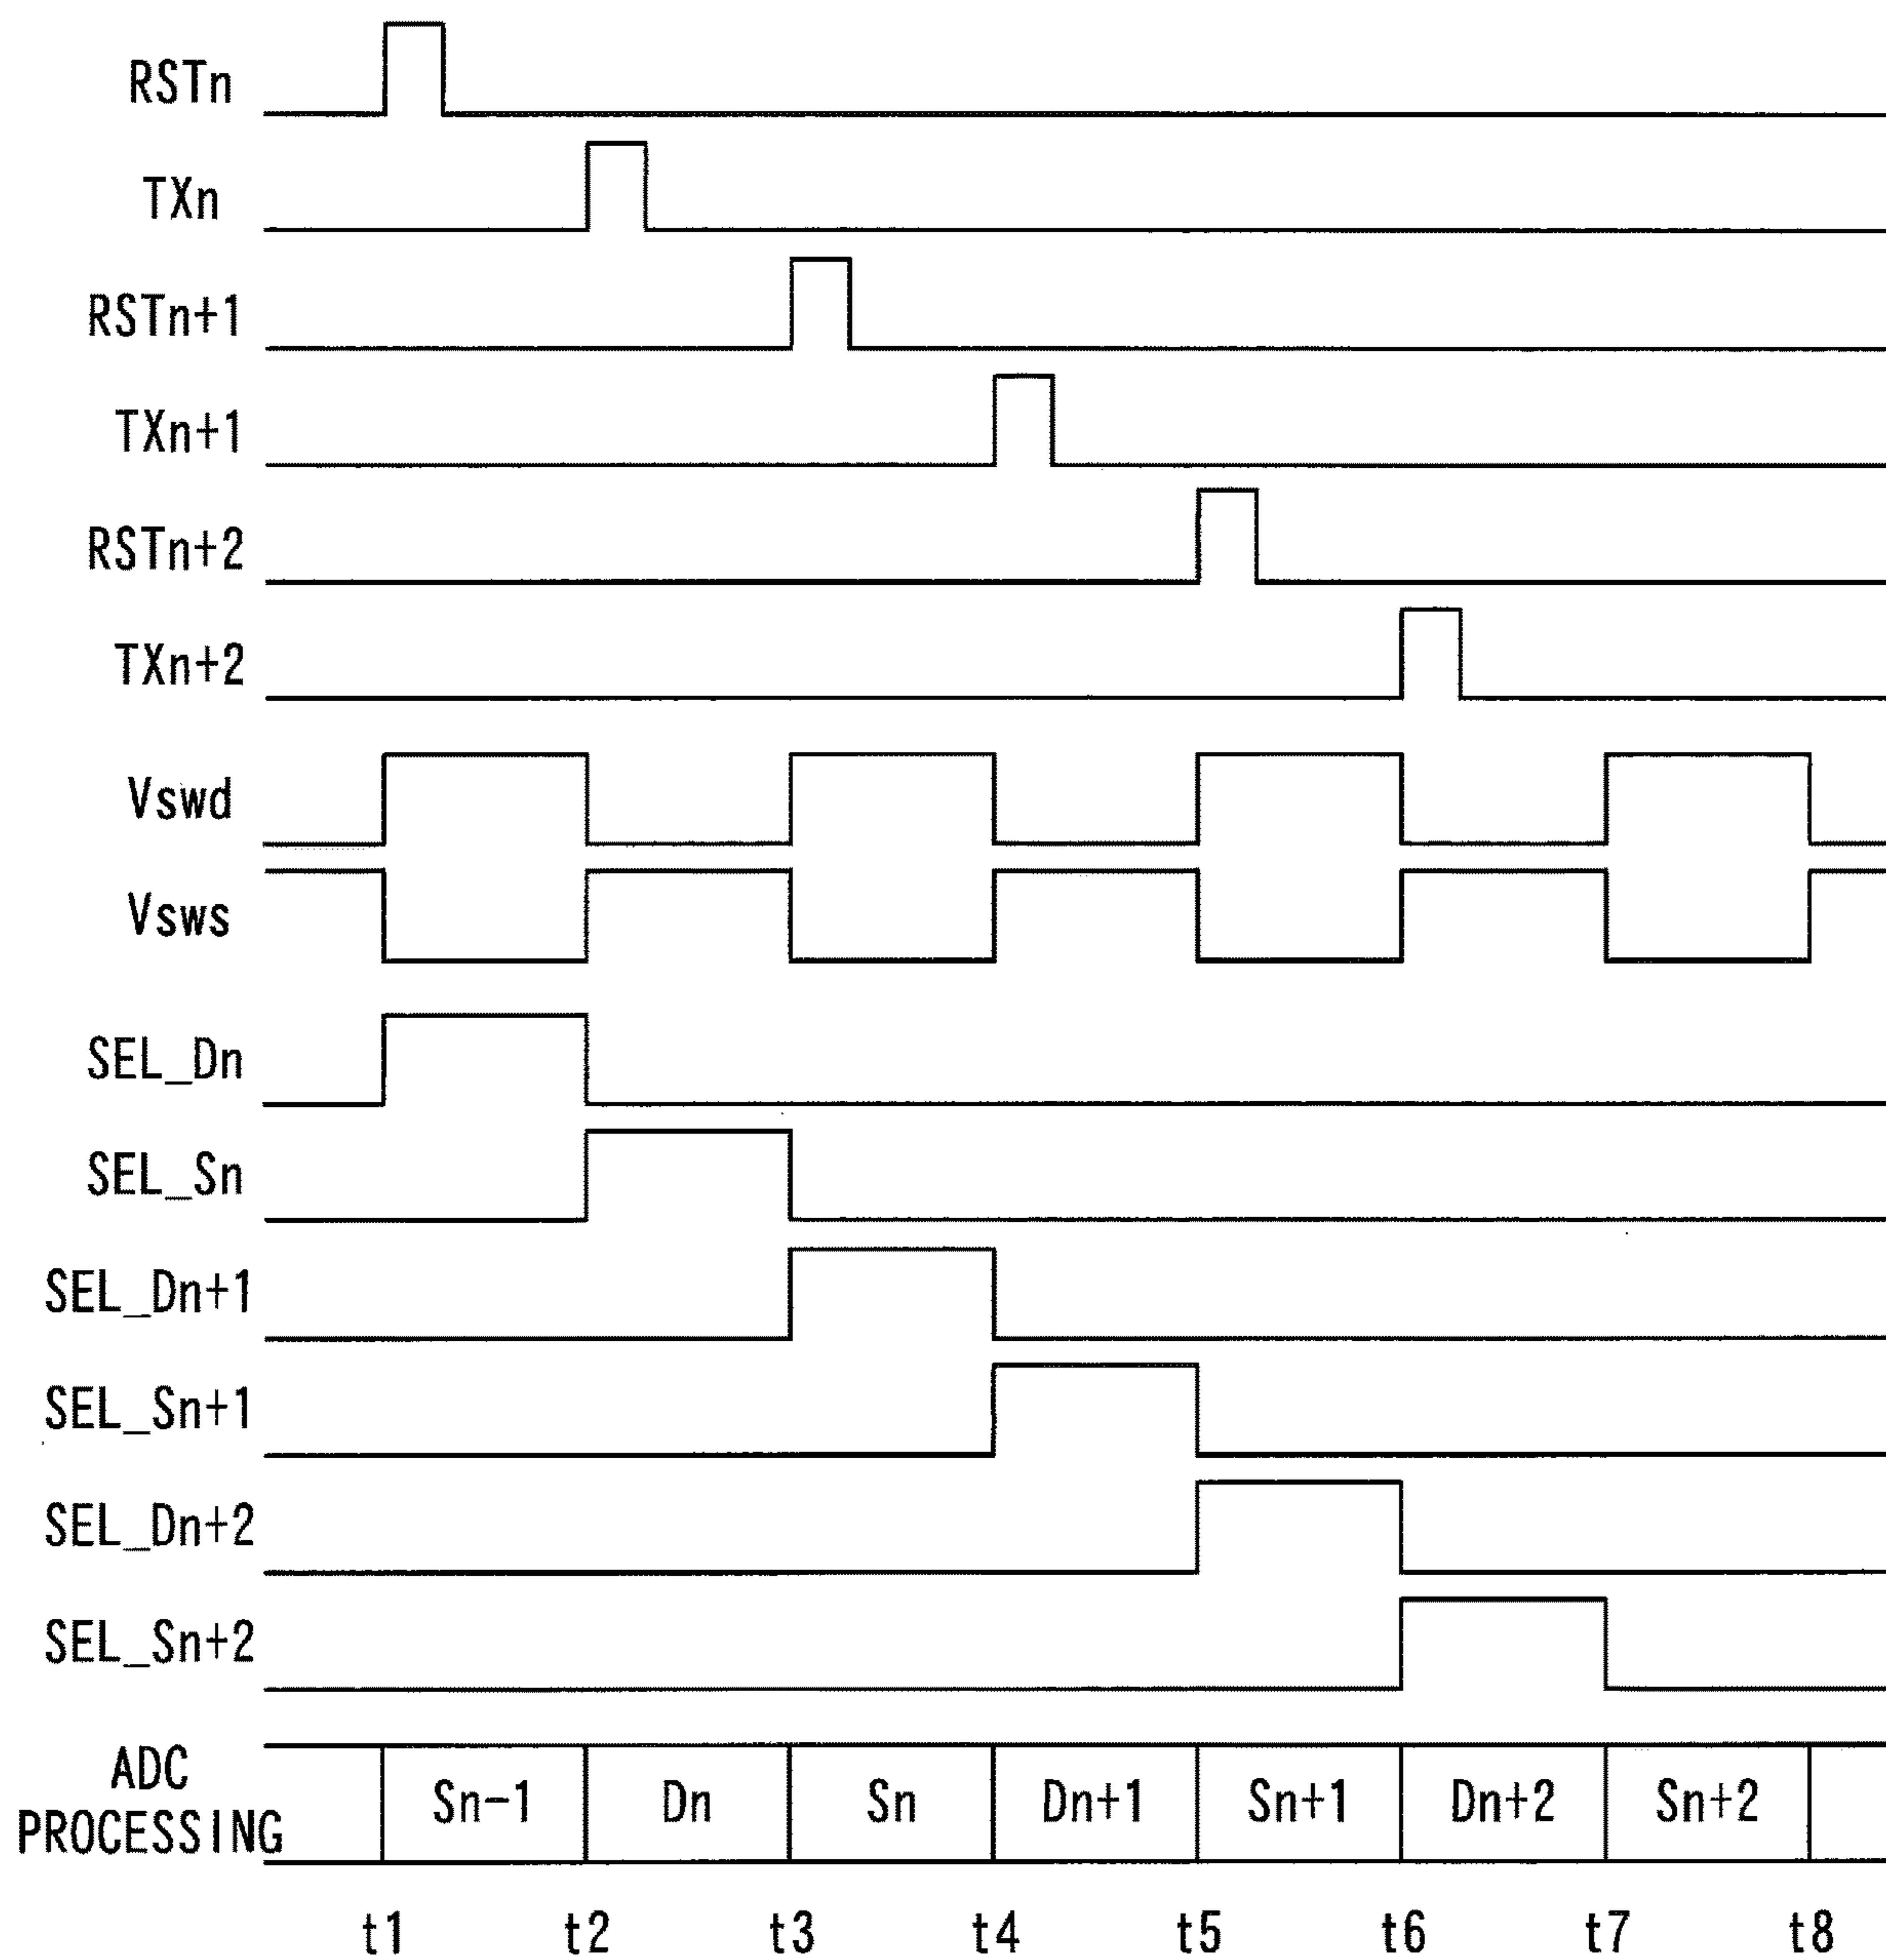 RSTn
TXn
RSTn+1
TXn+1
RSTn+2
TXn+2
Vswd
Vsws
SEL_Dn
SEL_Sn
SEL_Dn+1
SEL_Sn+1
SEL_Dn+2
SEL_Sn+2
ADC
PROCESSING
Sn-1 Dn Sn Dn+1 Sn+1 Dn+2 Sn+2
t1 t2 t3 t4 t5 t6 t7 t8